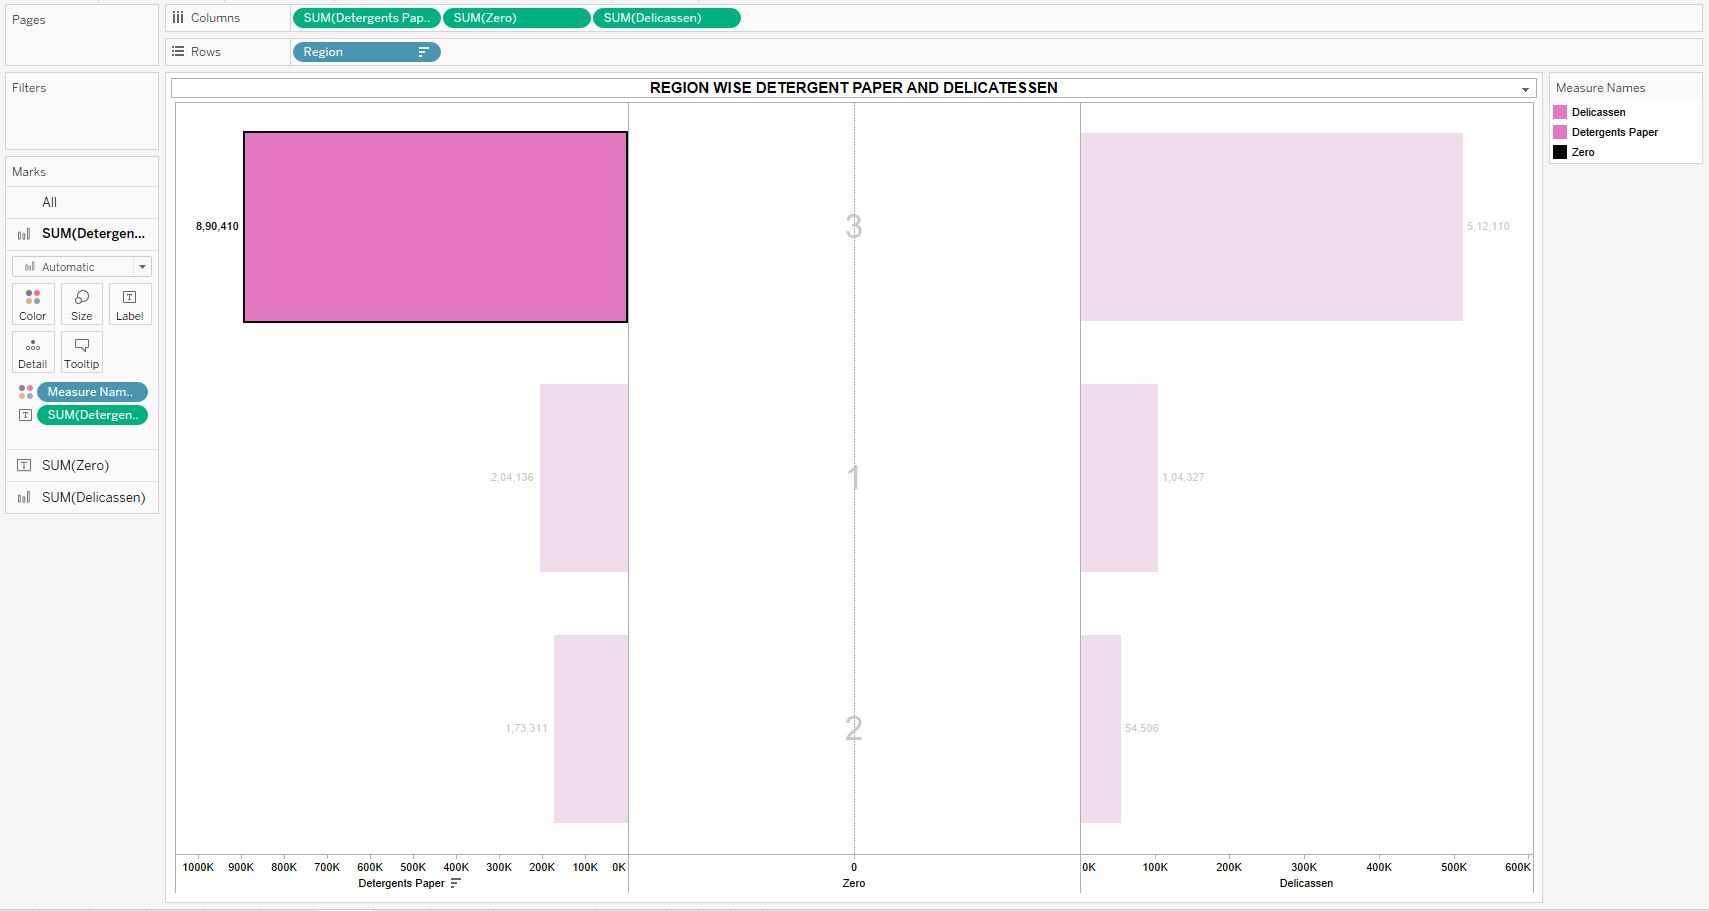 Pages
Columns
SUM(Detergents Pap..
SUM(Zero)
SUM(Delicassen)
Rows
Region
Filters
Marks
All
SUM(Detergen...
Automatic
Color
Size
Label
Detail
Tooltip
Measure Nam..
SUM(Detergen..
SUM(Zero)
SUM(Delicassen)
REGION WISE DETERGENT PAPER AND DELICATESSEN
8,90,410
3
5,12,110
2,04,136
1
1,04,327
1,73,311
2
54,506
1000K 900K 800K 700K 600K 500K 400K 300K 200K 100K 0K
Detergents Paper
0
Zero
0K 100K 200K 300K 400K 500K 600K
Delicassen
Measure Names
Delicassen
Detergents Paper
Zero